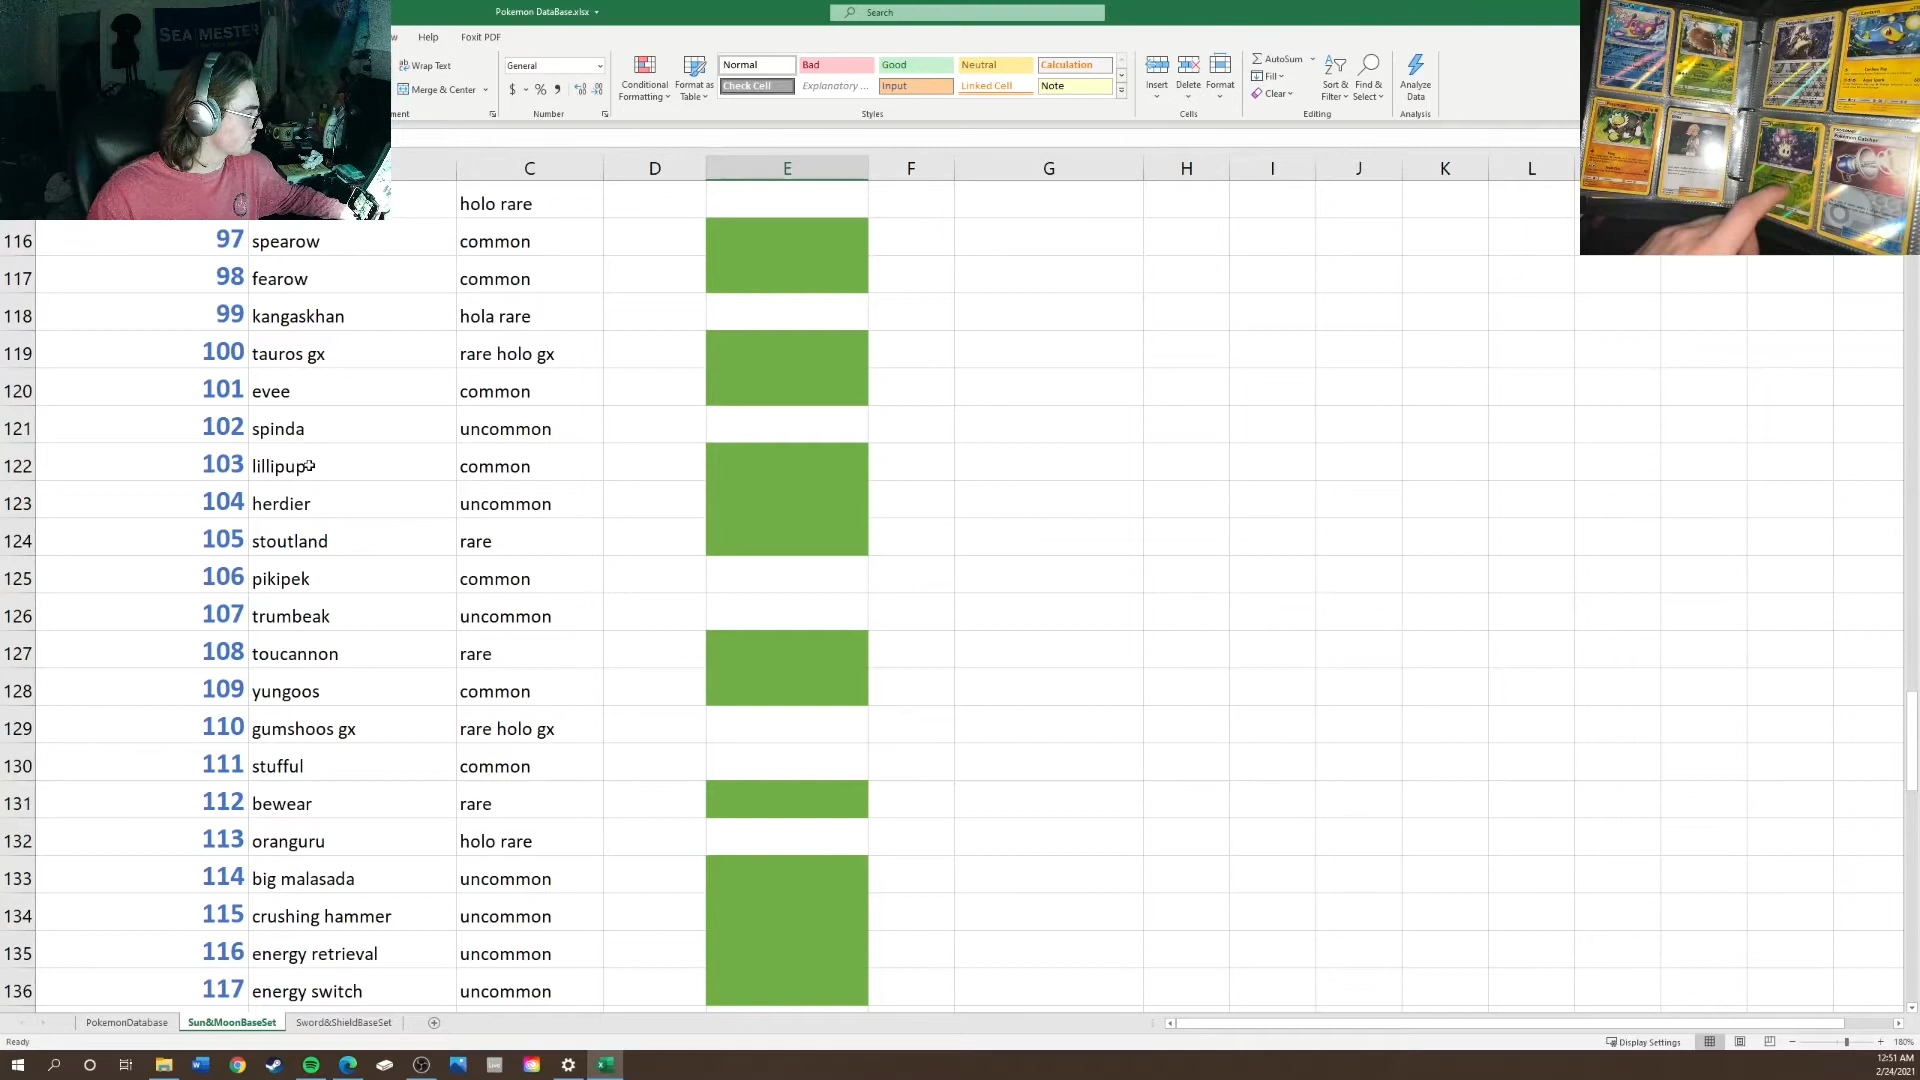 SEA MESTER
Pokemon DataBase.xlsx
Search
Help
Foxit PDF
Wrap Text
General
Merge & Center
$ % ,
Conditional
Formatting
Format as
Table
Normal
Bad
Good
Neutral
Calculation
Check Cell
Explanatory ...
Input
Linked Cell
Note
Insert
Delete
Format
AutoSum
Fill
Clear
Sort &
Filter
Find &
Select
Analyze
Data
Number
Styles
Cells
Editing
Analysis
Pokémon Catcher
C D E F G H I J K L
holo rare
116 97 spearow common
117 98 fearow common
118 99 kangaskhan hola rare
119 100 tauros gx rare holo gx
120 101 evee common
121 102 spinda uncommon
122 103 lillipup common
123 104 herdier uncommon
124 105 stoutland rare
125 106 pikipek common
126 107 trumbeak uncommon
127 108 toucannon rare
128 109 yungoos common
129 110 gumshoos gx rare holo gx
130 111 stufful common
131 112 bewear rare
132 113 oranguru holo rare
133 114 big malasada uncommon
134 115 crushing hammer uncommon
135 116 energy retrieval uncommon
136 117 energy switch uncommon
PokemonDatabase
Sun&MoonBaseSet
Sword&ShieldBaseSet
Ready
Display Settings
180%
12:51 AM
2/24/2021